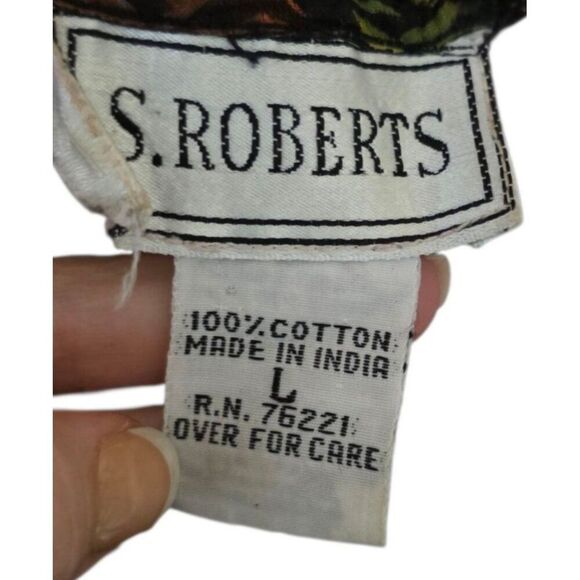 S.ROBERTS
100% COTTON
MADE IN INDIA
L
R.N. 76221
OVER FOR CARE